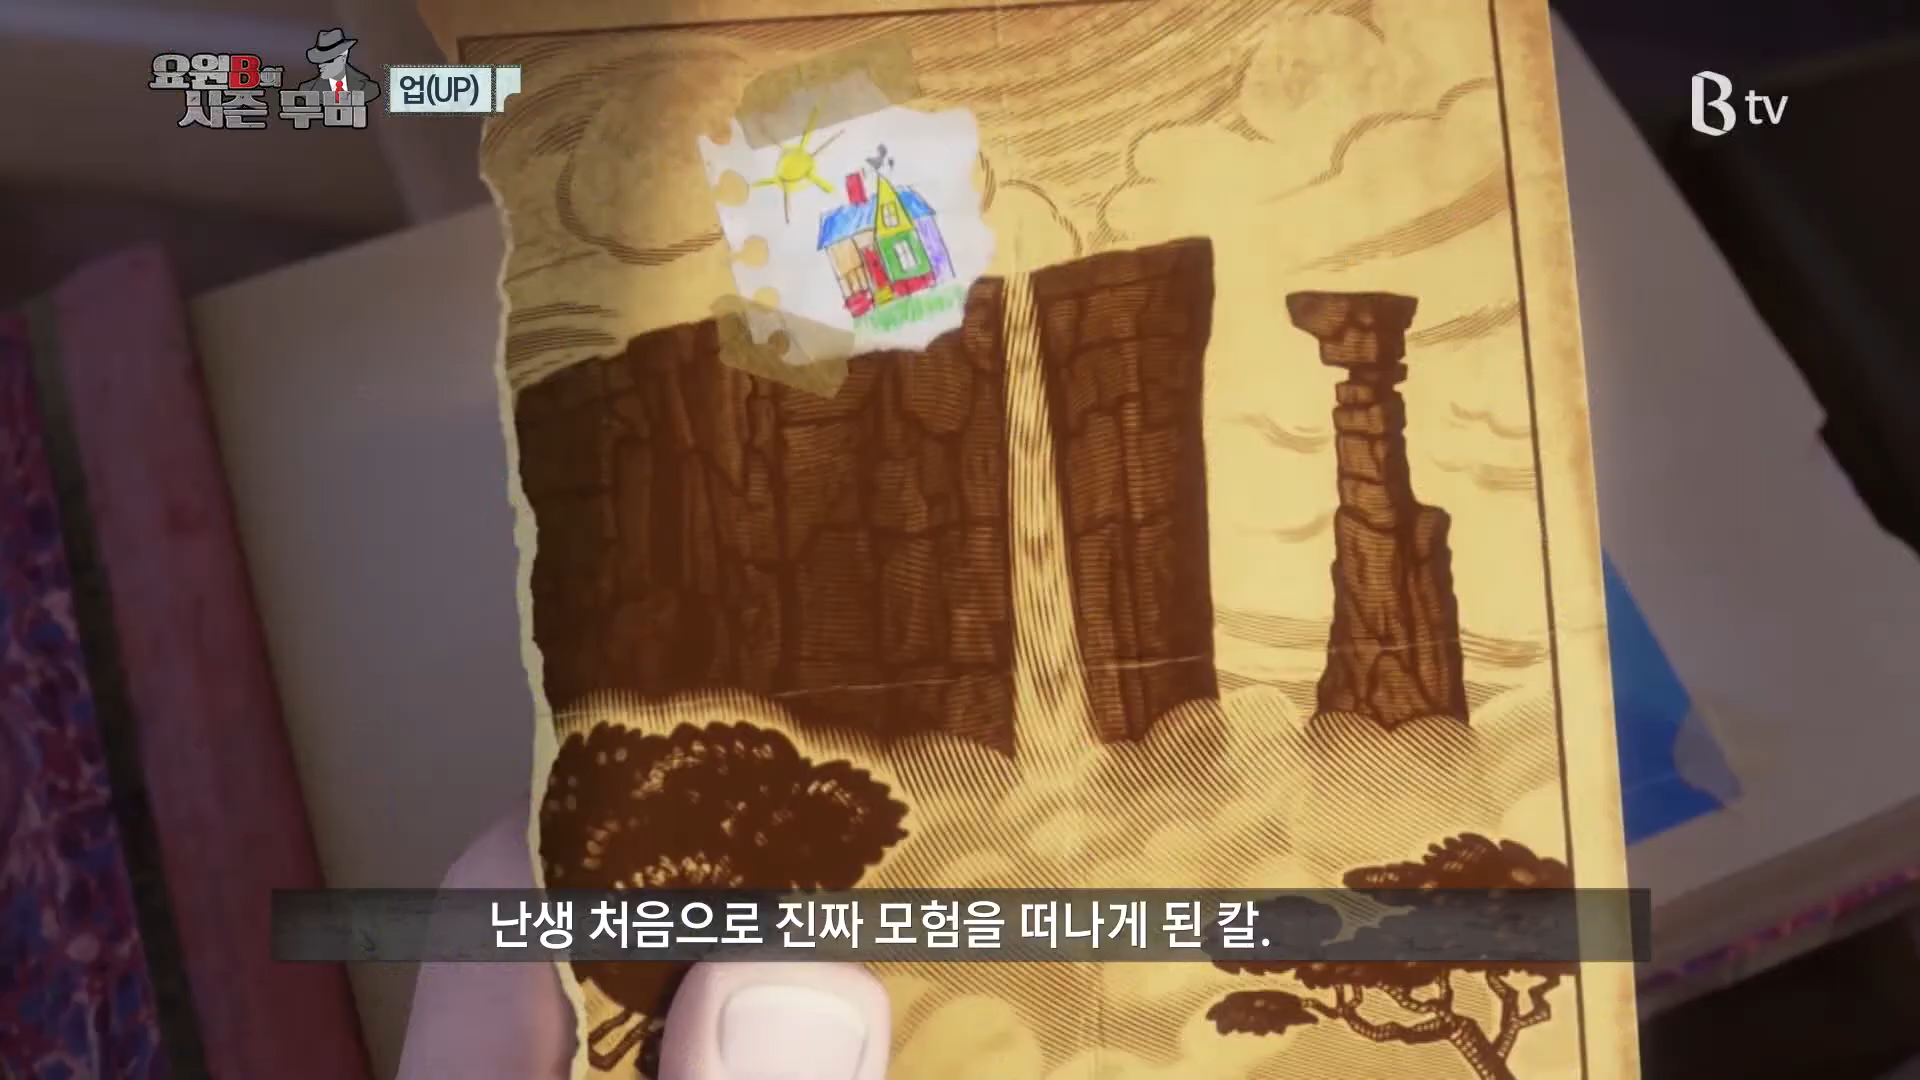 요원B의
시즌 무비
업(UP)
B tv
난생 처음으로 진짜 모험을 떠나게 된 칼.